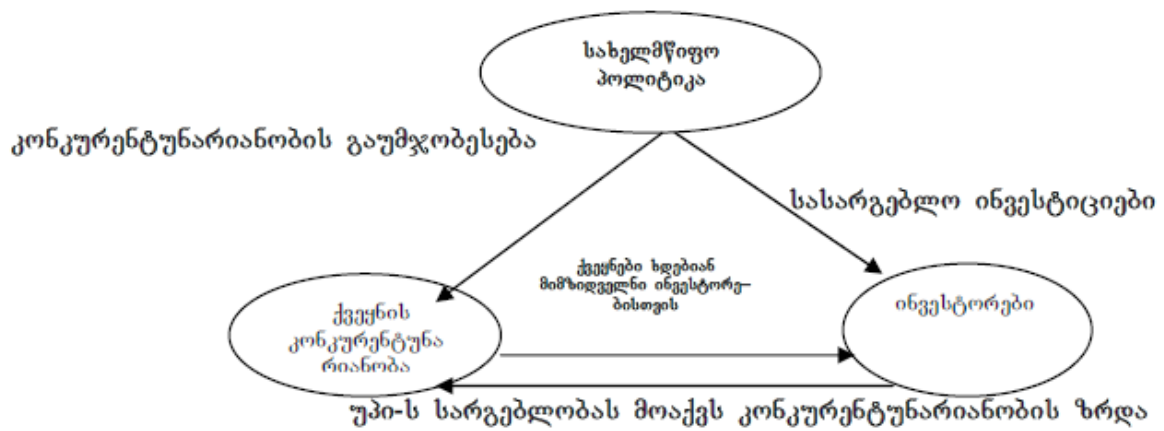 სახელმწიფო
პოლიტიკა
კონკურენტუნარიანობის გაუმჯობესება
სასარგებლო ინვესტიციები
ქვეყნები ხდებიან
მიმზიდველნი ინვესტორე–
ბისთვის
ქვეყნის
კონკურენტუნა
რიანობა
ინვესტორები
უპი-ს სარგებლობას მოაქვს კონკურენტუნარიანობის ზრდა